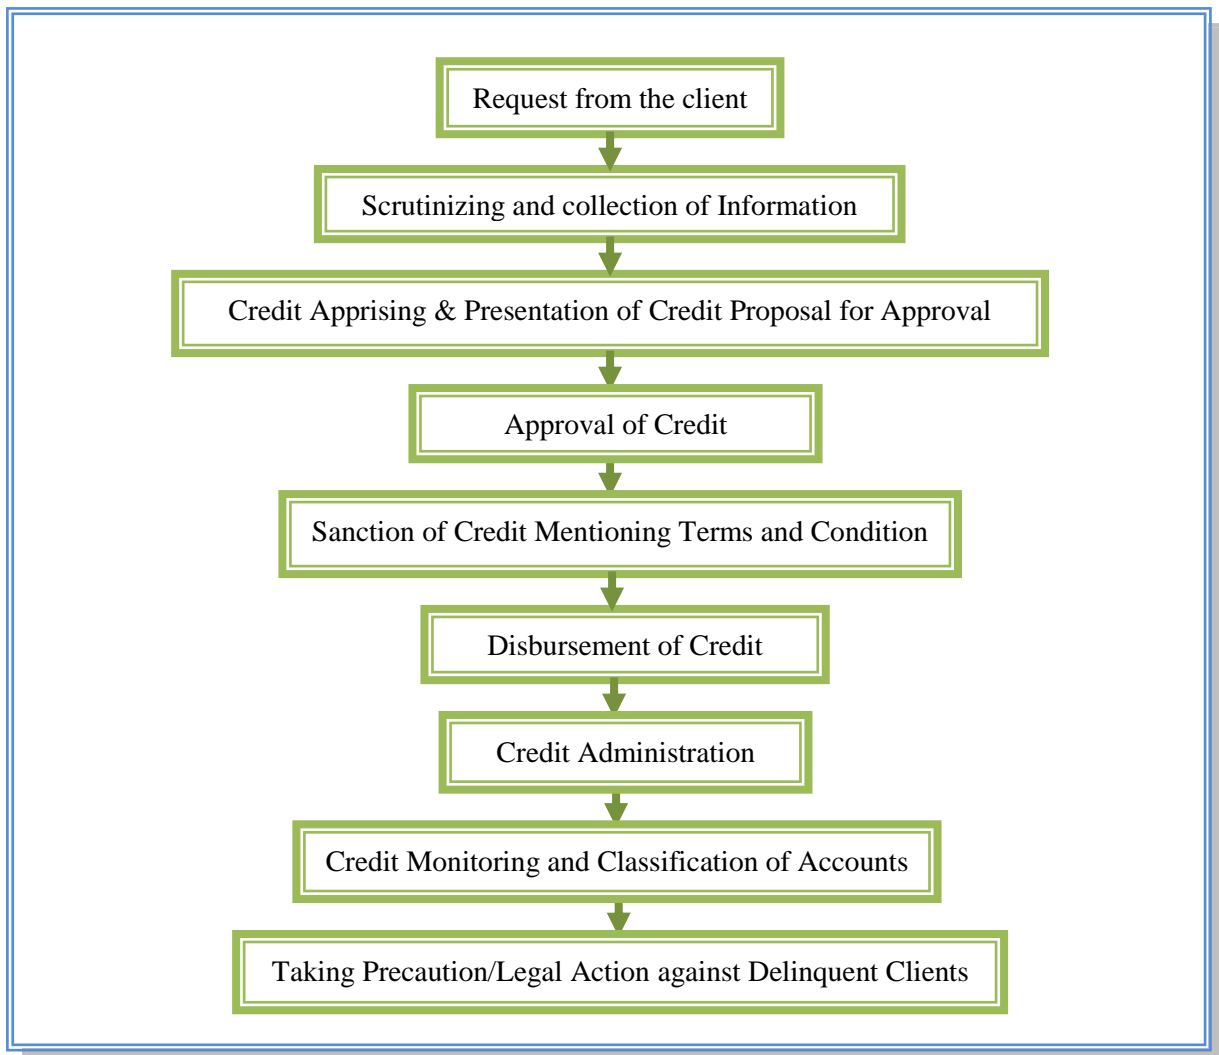 Request from the client
Scrutinizing and collection of Information
Credit Apprising & Presentation of Credit Proposal for Approval
Approval of Credit
Sanction of Credit Mentioning Terms and Condition
Disbursement of Credit
Credit Administration
Credit Monitoring and Classification of Accounts
Taking Precaution/Legal Action against Delinquent Clients